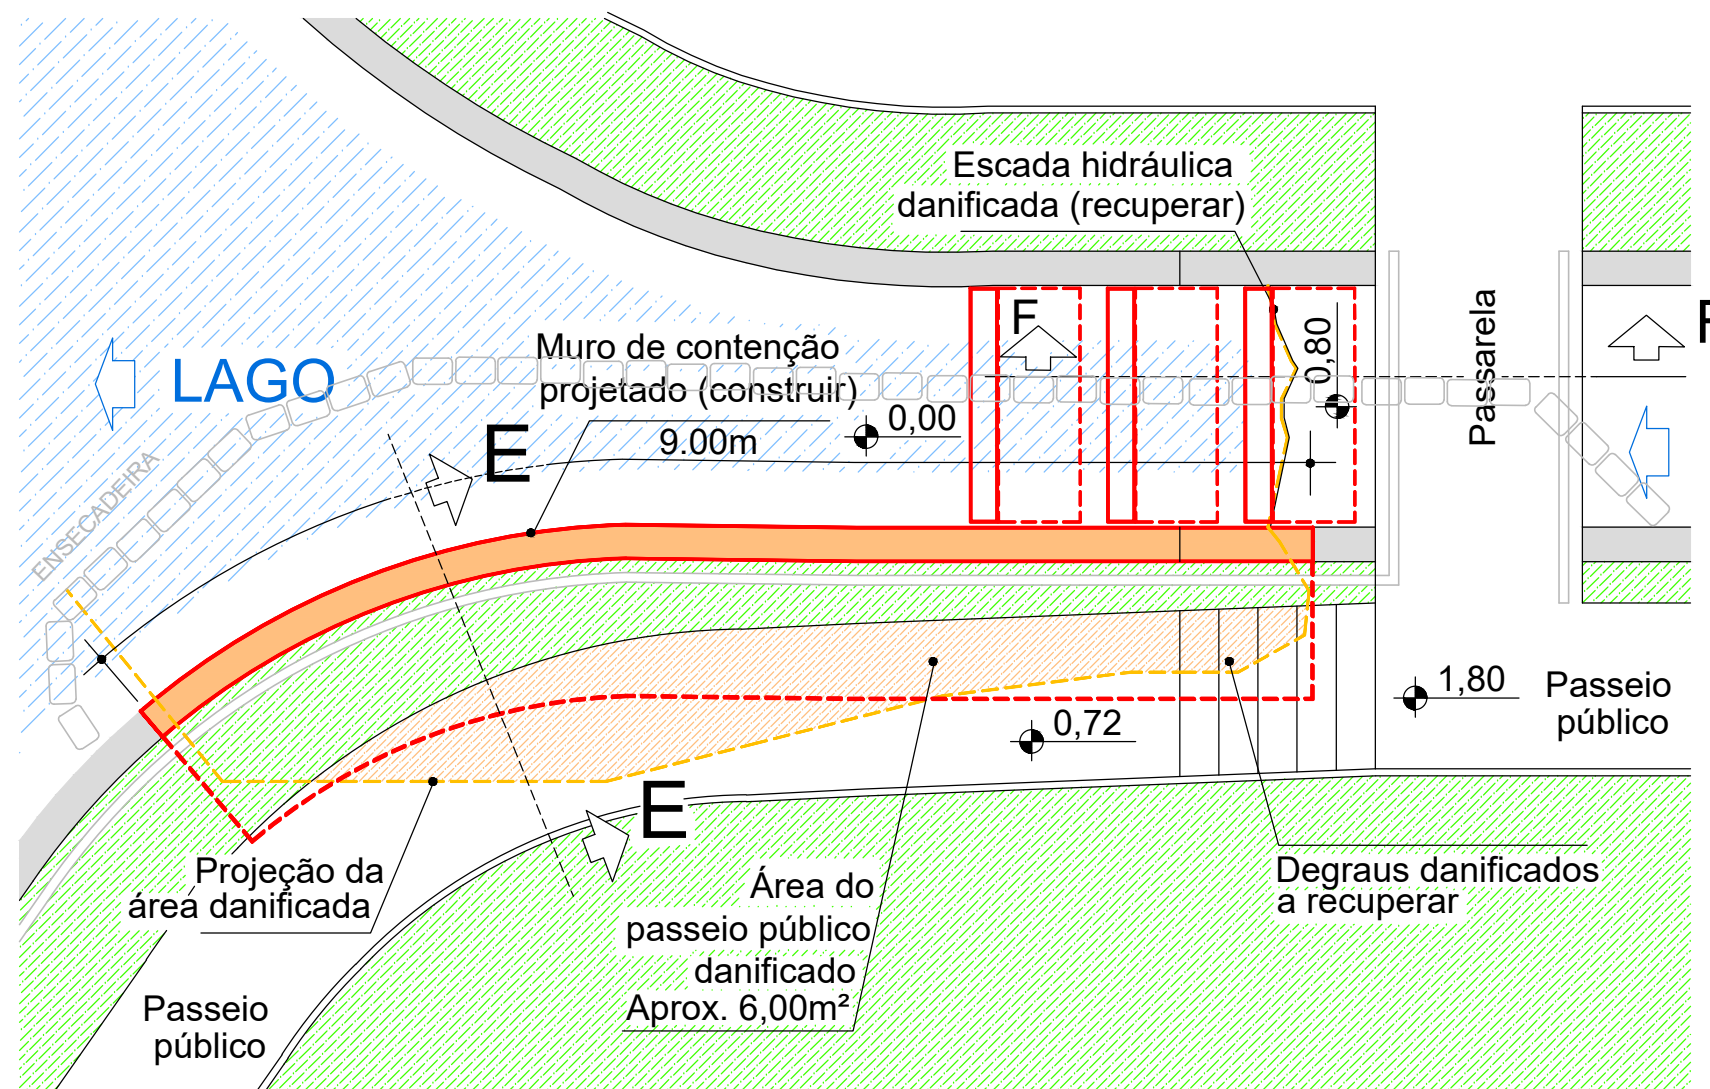 Escada hidráulica
danificada (recuperar)
F
F
Passarela
0,80
Muro de contenção
projetado (construir)
9.00m
LAGO
0,00
E
ENSECADEIRA
1,80
Passeio
público
0,72
E
Projeção da
área danificada
Área do
passeio público
danificado
Aprox. 6,00m²
Degraus danificados
a recuperar
Passeio
público